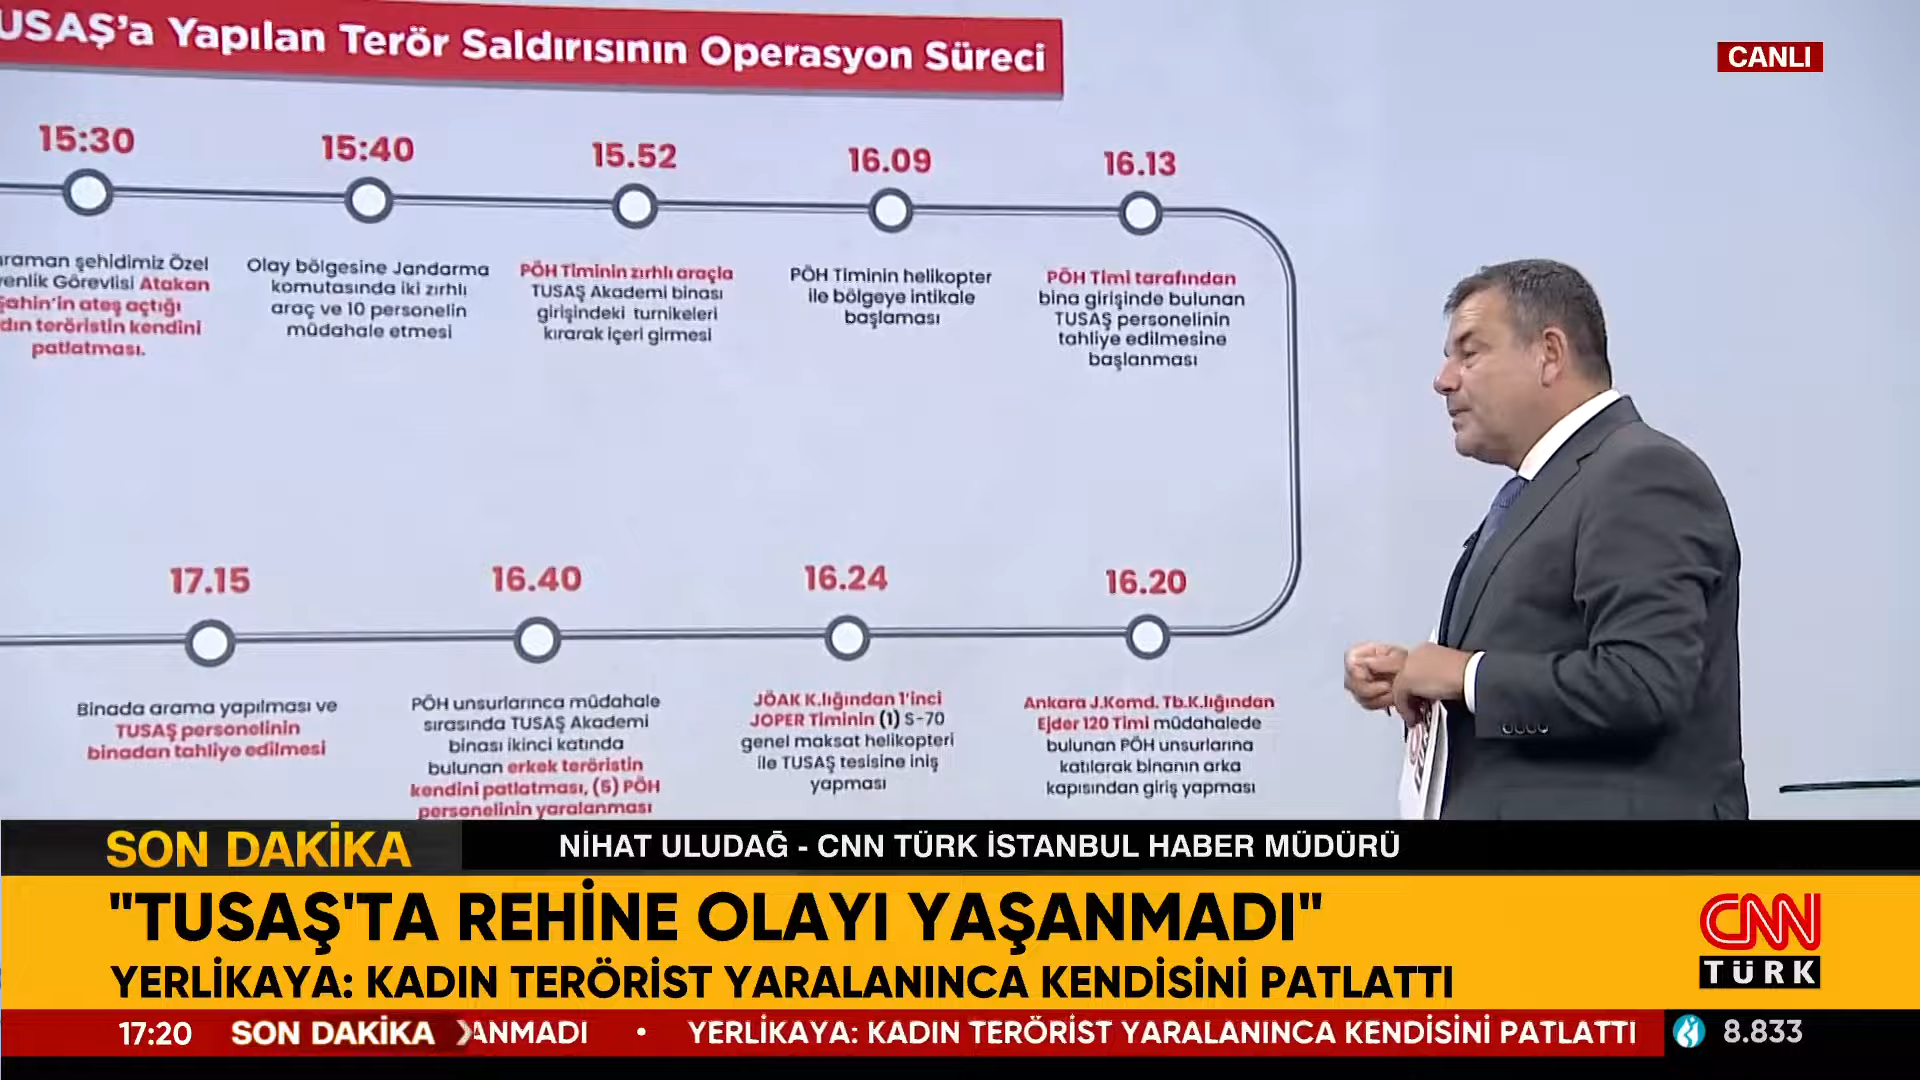 USAŞ'a Yapılan Terör Saldırısının Operasyon Süreci
CANLI
15:30
15:40
15.52
16.09
16.13
raman şehidimiz Özel
venlik Görevlisi Atakan
Şahin'in ateş açtığı
dın teröristin kendini
patlatması.
Olay bölgesine Jandarma
komutasında iki zırhlı
araç ve 10 personelin
müdahale etmesi
PÖH Timinin zırhlı araçla
TUSAŞ Akademi binası
girişindeki turnikeleri
kırarak içeri girmesi
PÖH Timinin helikopter
ile bölgeye intikale
başlaması
PÖH Timi tarafından
bina girişinde bulunan
TUSAŞ personelinin
tahliye edilmesine
başlanması
17.15
16.40
16.24
16.20
Binada arama yapılması ve
TUSAŞ personelinin
binadan tahliye edilmesi
PÖH unsurlarınca müdahale
sırasında TUSAŞ Akademi
binası ikinci katında
bulunan erkek teröristin
kendini patlatması, (5) PÖH
personelinin yaralanması
JÖAK K.lığından 1'inci
JOPER Timinin (1) S-70
genel maksat helikopteri
ile TUSAŞ tesisine iniş
yapması
Ankara J.Komd. Tb.K.lığından
Ejder 120 Timi müdahalede
bulunan PÖH unsurlarına
katılarak binanın arka
kapısından giriş yapması
SON DAKİKA
NİHAT ULUDAĞ - CNN TÜRK İSTANBUL HABER MÜDÜRÜ
"TUSAŞ'TA REHİNE OLAYI YAŞANMADI"
YERLİKAYA: KADIN TERÖRİST YARALANINCA KENDİSİNİ PATLATTI
CNN
TÜRK
17:20 SON DAKİKA ANMADI • YERLİKAYA: KADIN TERÖRİST YARALANINCA KENDİSİNİ PATLATTI 8.833